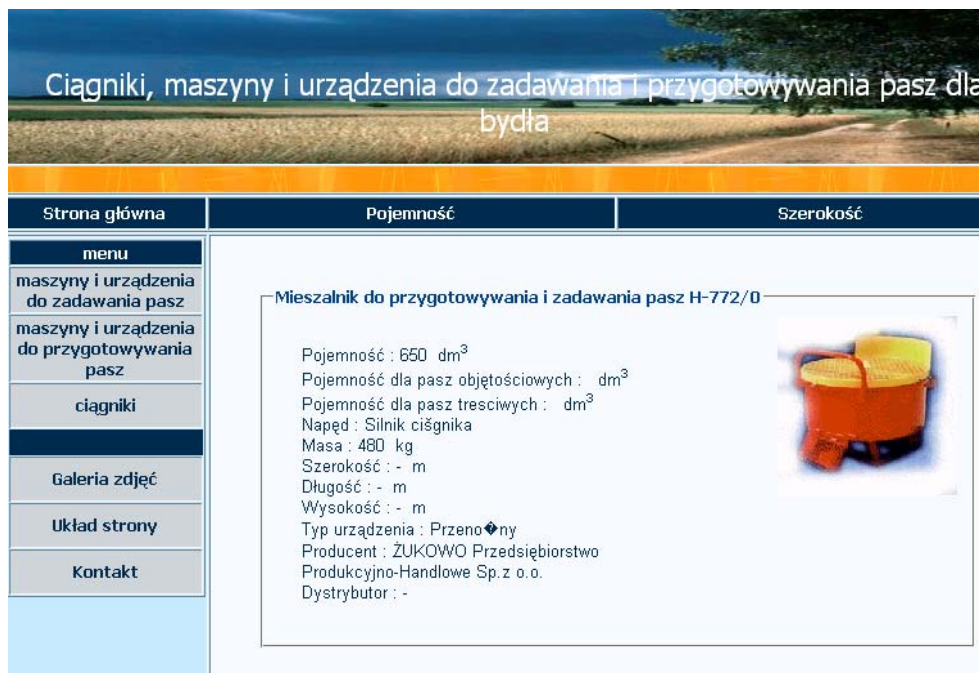 Ciągniki, maszyny i urządzenia do zadawania i przygotowywania pasz dla
bydła
Strona główna
Pojemność
Szerokość
menu
maszyny i urządzenia
do zadawania pasz
maszyny i urządzenia
do przygotowywania
pasz
ciągniki
Galeria zdjęć
Układ strony
Kontakt
Mieszalnik do przygotowywania i zadawania pasz H-772/0
Pojemność : 650 dm³
Pojemność dla pasz objętościowych : dm³
Pojemność dla pasz tresciwych : dm³
Napęd : Silnik cišgnika
Masa : 480 kg
Szerokość : - m
Długość : - m
Wysokość : - m
Typ urządzenia : Przeno�ny
Producent : ŻUKOWO Przedsiębiorstwo
Produkcyjno-Handlowe Sp.z o.o.
Dystrybutor : -